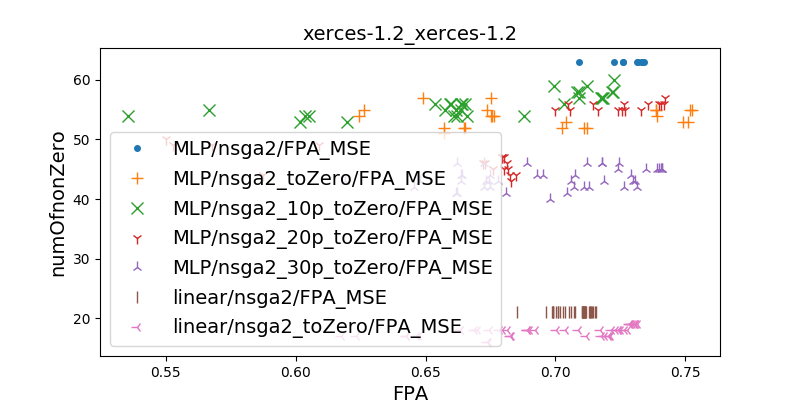 xerces-1.2_xerces-1.2
numOfnonZero
60
50
40
30
20
MLP/nsga2/FPA_MSE
MLP/nsga2_toZero/FPA_MSE
MLP/nsga2_10p_toZero/FPA_MSE
MLP/nsga2_20p_toZero/FPA_MSE
MLP/nsga2_30p_toZero/FPA_MSE
linear/nsga2/FPA_MSE
linear/nsga2_toZero/FPA_MSE
0.55 0.60 0.65 0.70 0.75
FPA